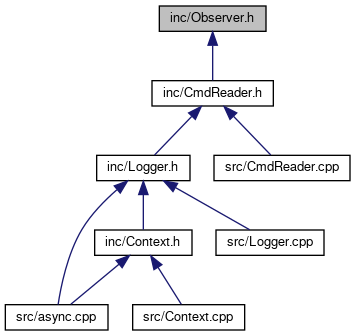 inc/Observer.h
inc/CmdReader.h
inc/Logger.h
src/CmdReader.cpp
inc/Context.h
src/Logger.cpp
src/async.cpp
src/Context.cpp